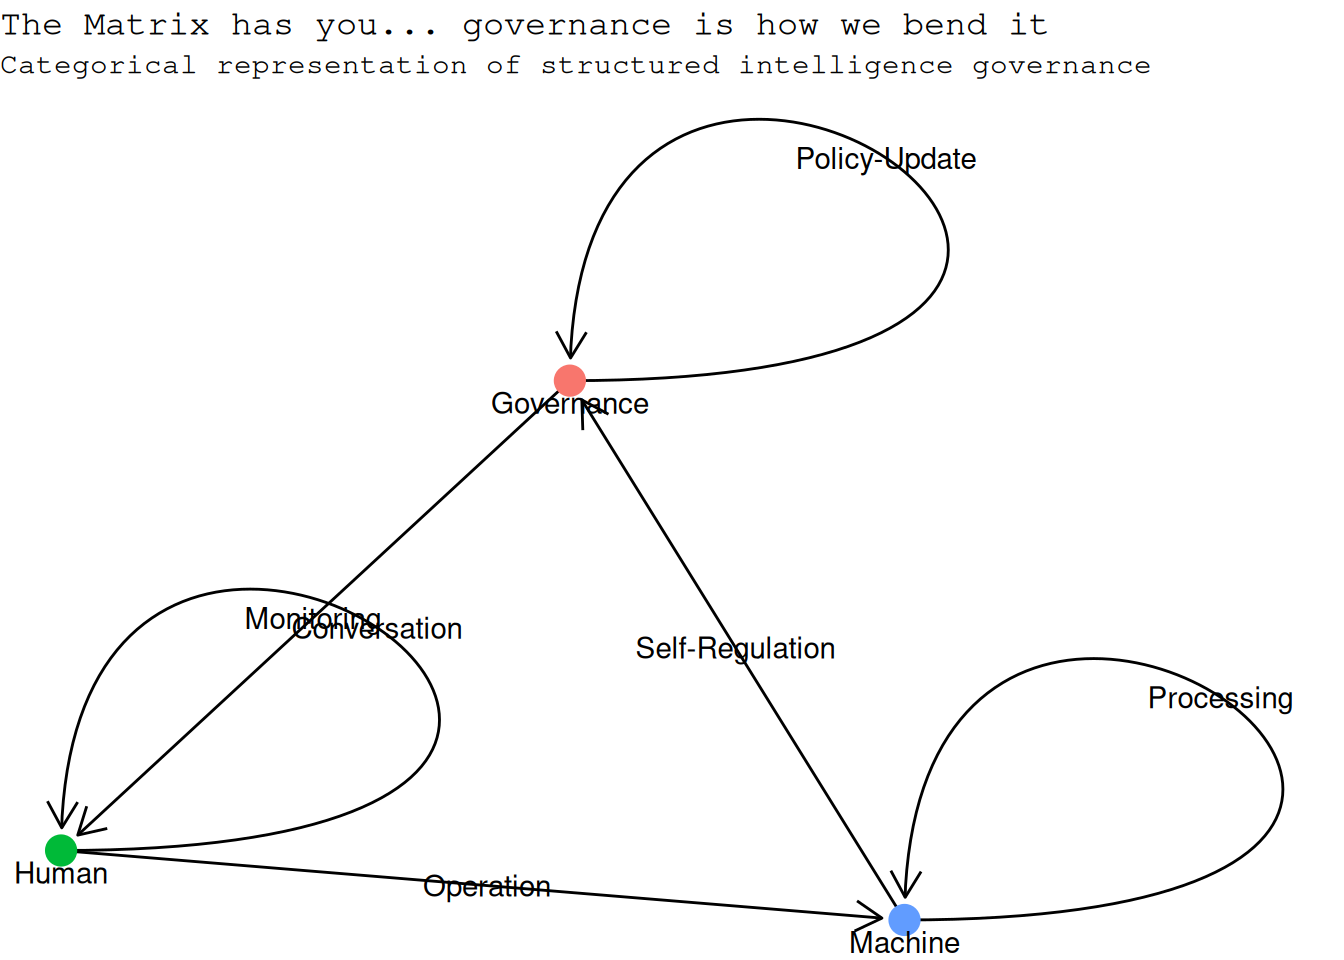 The Matrix has you... governance is how we bend it
Categorical representation of structured intelligence governance
Policy-Update
Governance
Monitoring
Conversation
Self-Regulation
Processing
Human
Operation
Machine